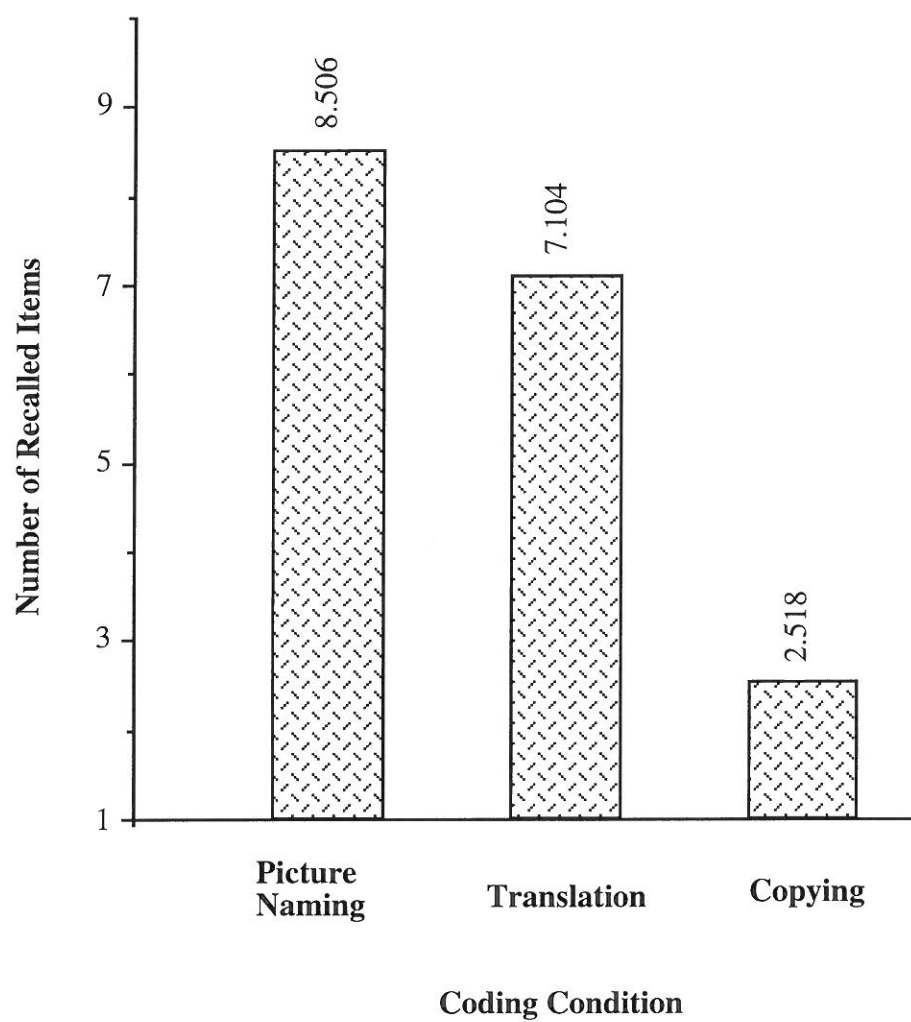 9
7
5
3
1
Number of Recalled Items
8.506
7.104
2.518
Picture
Naming
Translation
Copying
Coding Condition